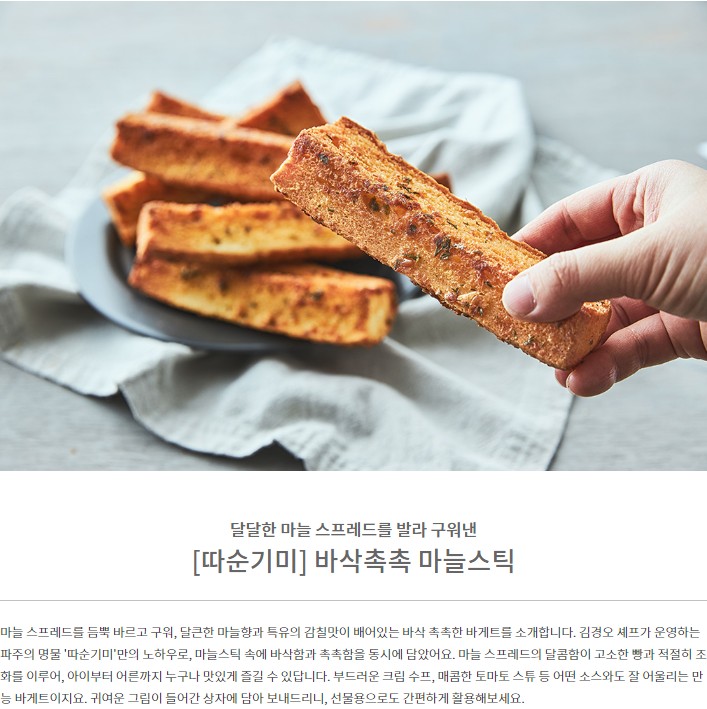 달달한 마늘 스프레드를 발라 구워낸
[따순기미] 바삭촉촉 마늘스틱
마늘 스프레드를 듬뿍 바르고 구워, 달큰한 마늘향과 특유의 감칠맛이 배어있는 바삭 촉촉한 바게트를 소개합니다. 김경오 셰프가 운영하는
파주의 명물 '따순기미'만의 노하우로, 마늘스틱 속에 바삭함과 촉촉함을 동시에 담았어요. 마늘 스프레드의 달콤함이 고소한 빵과 적절히 조
화를 이루어, 아이부터 어른까지 누구나 맛있게 즐길 수 있답니다. 부드러운 크림 수프, 매콤한 토마토 스튜 등 어떤 소스와도 잘 어울리는 만
능 바게트이지요. 귀여운 그림이 들어간 상자에 담아 보내드리니, 선물용으로도 간편하게 활용해보세요.